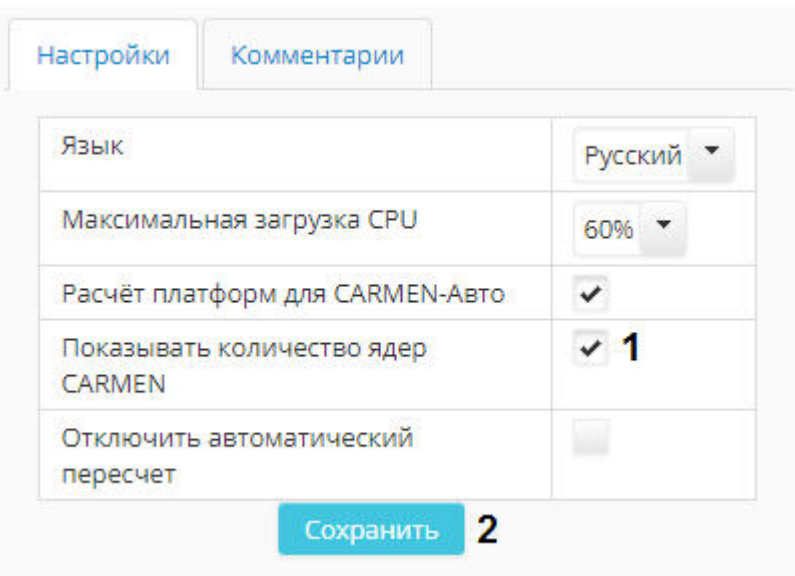 Настройки Комментарии
Язык Русский
Максимальная загрузка CPU 60%
Расчёт платформ для CARMEN-Авто
Показывать количество ядер 1
CARMEN
Отключить автоматический
пересчет
Сохранить 2